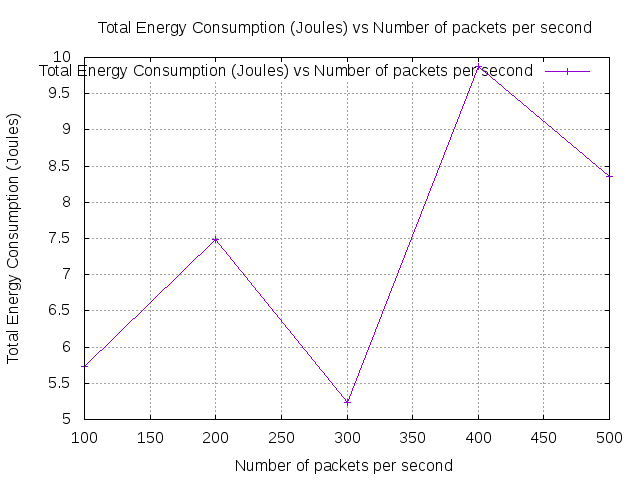 Total Energy Consumption (Joules) vs Number of packets per second
Total Energy Consumption (Joules) vs Number of packets per second
10
9.5
9
8.5
8
7.5
7
6.5
6
5.5
5
Total Energy Consumption (Joules)
100 150 200 250 300 350 400 450 500
Number of packets per second